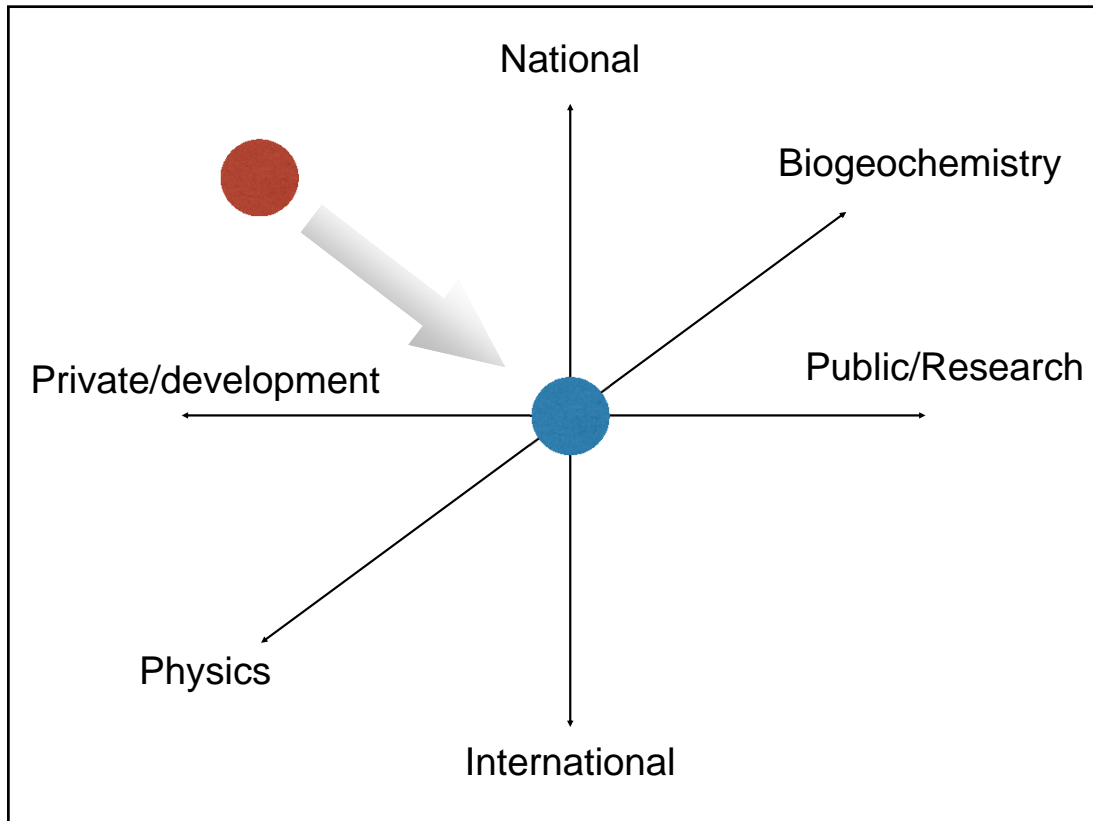 National
Biogeochemistry
Private/development
Public/Research
Physics
International